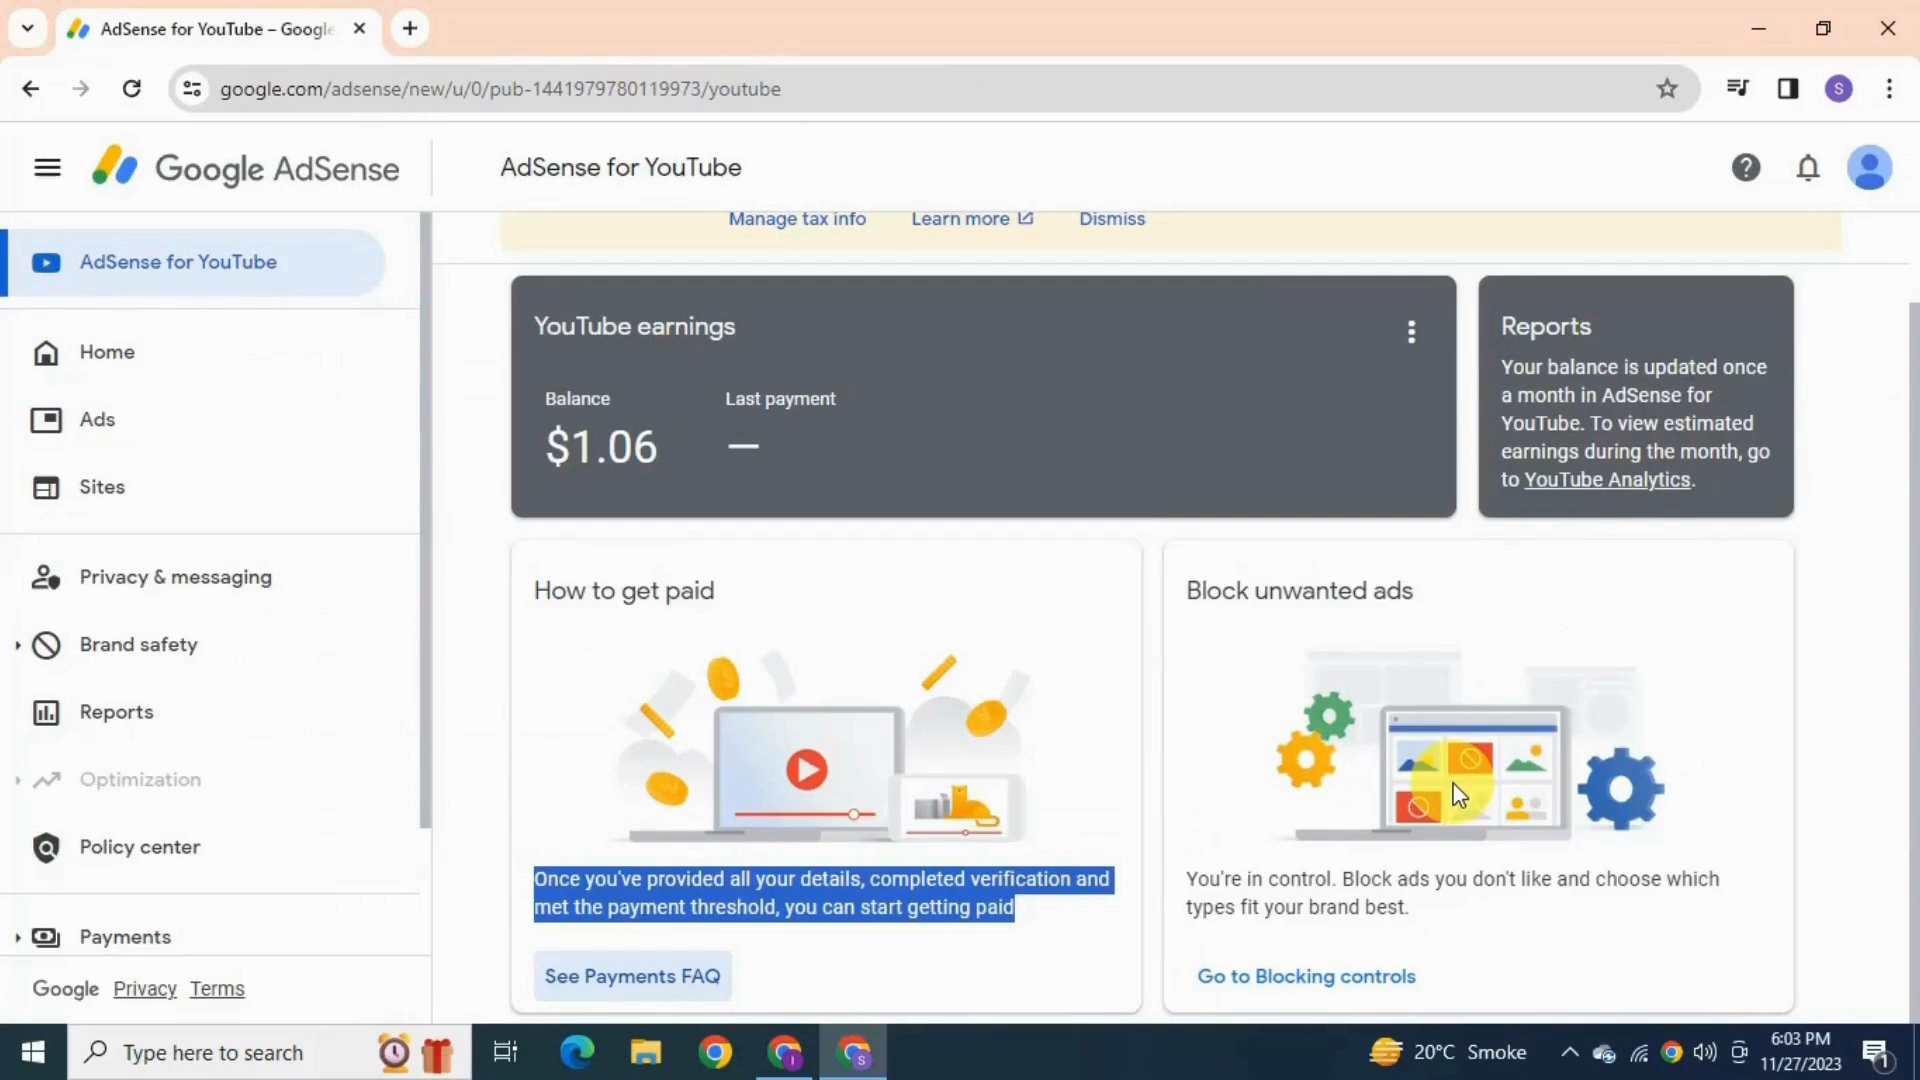 AdSense for YouTube – Google
google.com/adsense/new/u/0/pub-1441979780119973/youtube
S
Google AdSense
AdSense for YouTube
Manage tax info
Learn more
Dismiss
AdSense for YouTube
Home
Ads
Sites
Privacy & messaging
Brand safety
Reports
Optimization
Policy center
Payments
Google Privacy Terms
YouTube earnings
Balance
Last payment
$1.06
—
Reports
Your balance is updated once
a month in AdSense for
YouTube. To view estimated
earnings during the month, go
to YouTube Analytics.
How to get paid
Once you've provided all your details, completed verification and
met the payment threshold, you can start getting paid
See Payments FAQ
Block unwanted ads
You're in control. Block ads you don't like and choose which
types fit your brand best.
Go to Blocking controls
Type here to search
I
S
20°C Smoke
6:03 PM
11/27/2023
1